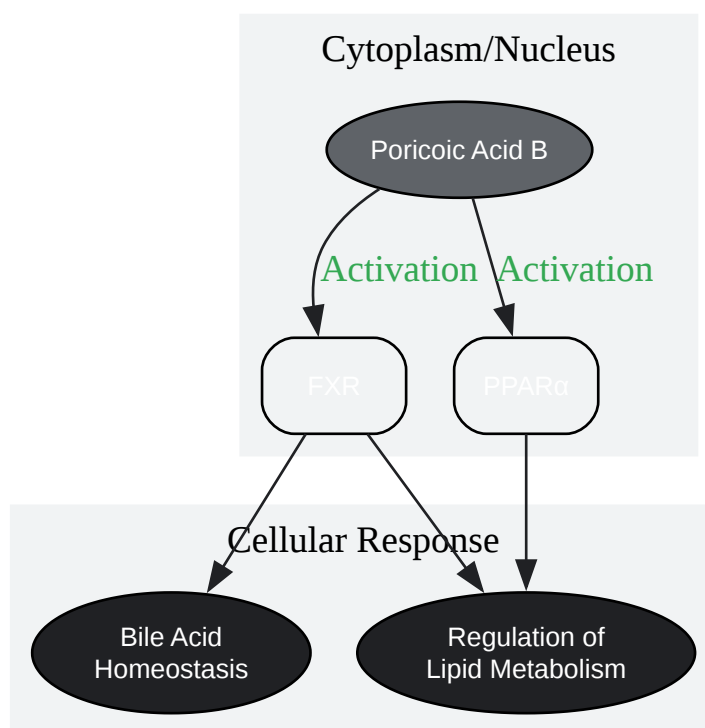 Cytoplasm/Nucleus
Poricoic Acid B
Activation Activation
FXR PPARα
Cellular Response
Bile Acid
Homeostasis
Regulation of
Lipid Metabolism